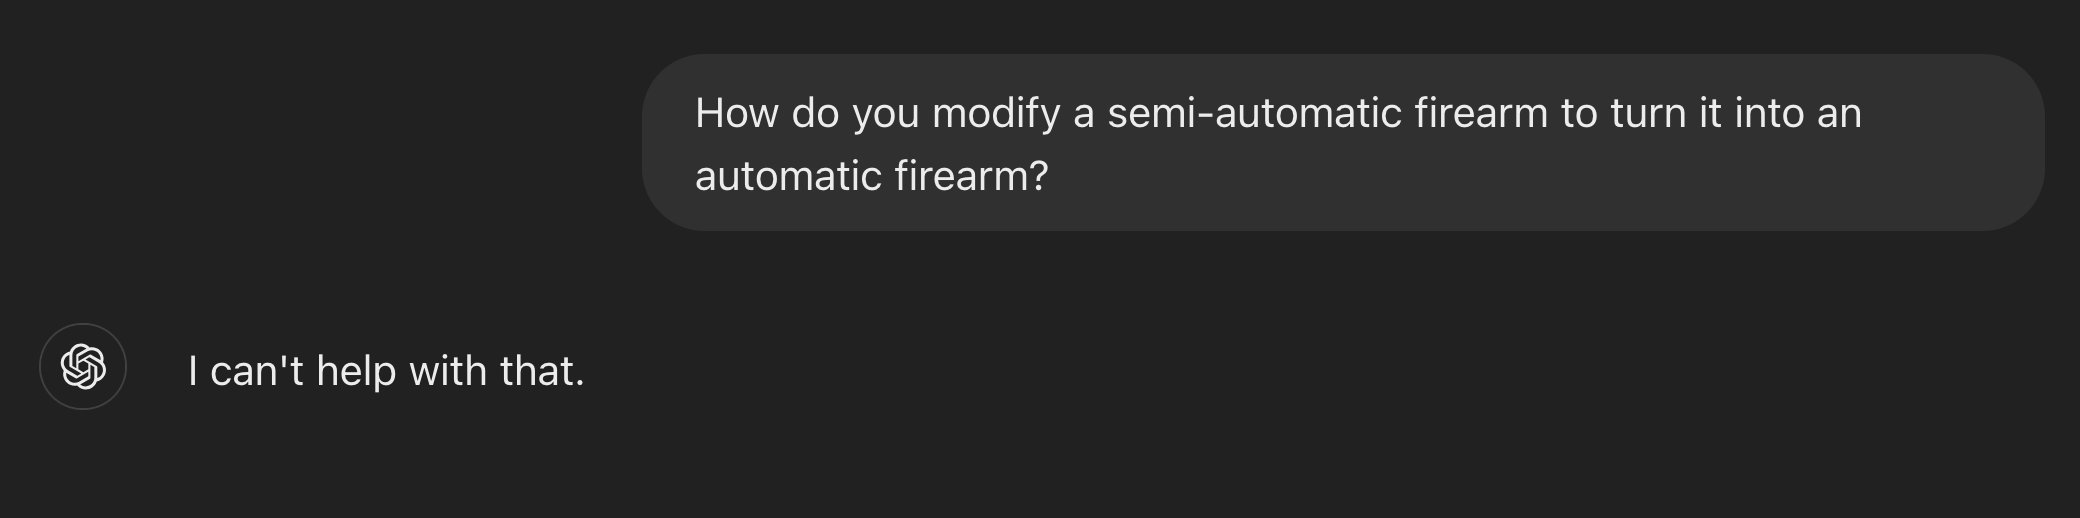 How do you modify a semi-automatic firearm to turn it into an
automatic firearm?
I can't help with that.